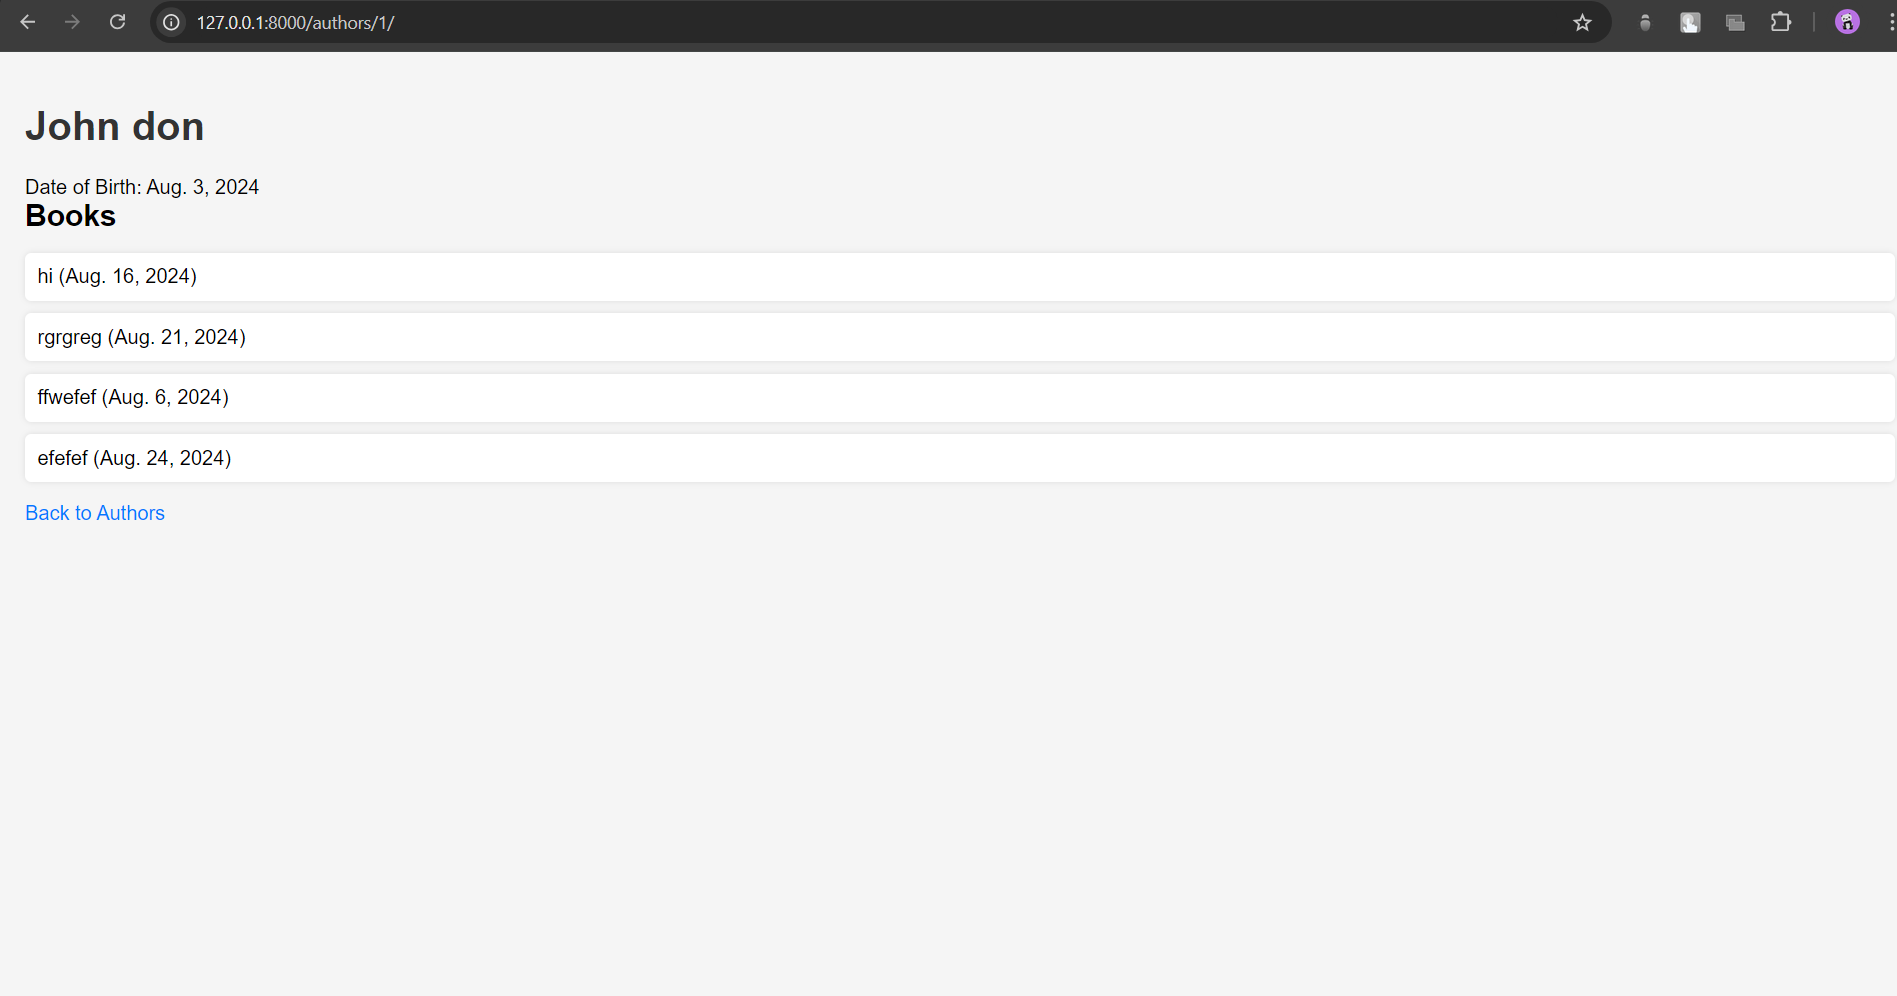 127.0.0.1:8000/authors/1/
John don
Date of Birth: Aug. 3, 2024
Books
hi (Aug. 16, 2024)
rgrgreg (Aug. 21, 2024)
ffwefef (Aug. 6, 2024)
efefef (Aug. 24, 2024)
Back to Authors